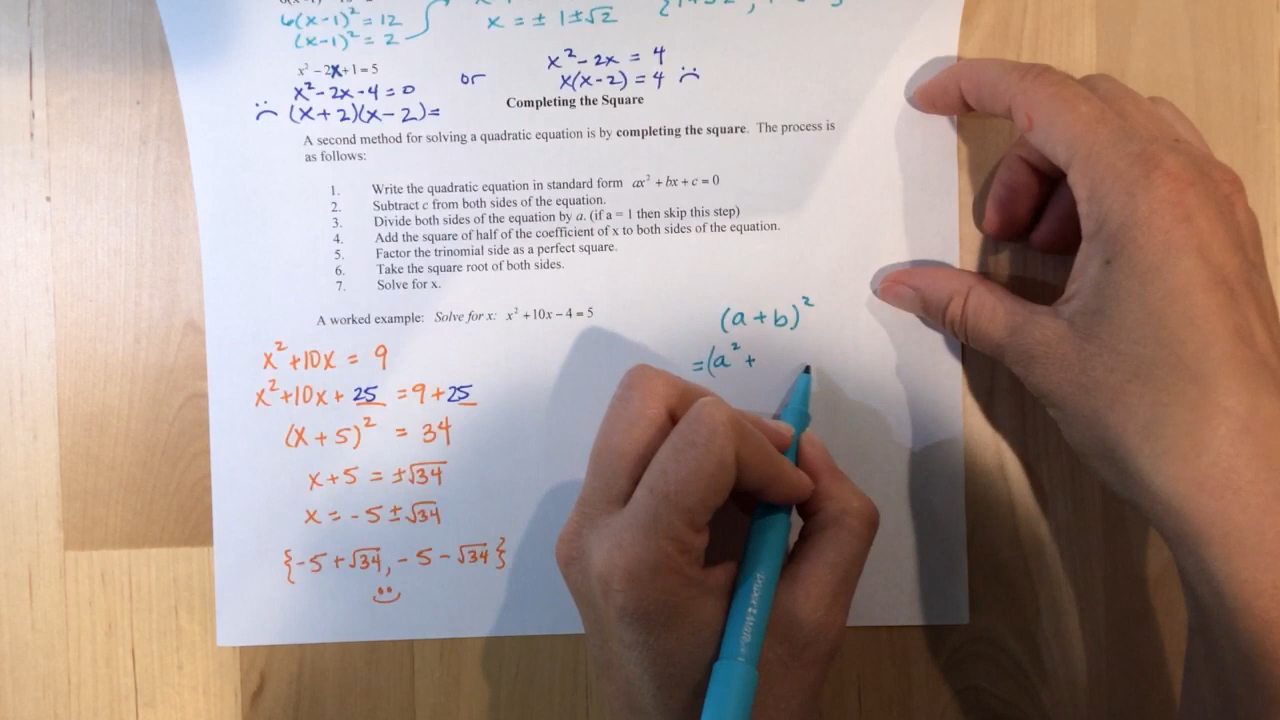 6(x-1)² = 12
(x-1)² = 2
x = ± 1 ± √2
x² - 2x + 1 = 5
x² - 2x - 4 = 0
(x+2)(x-2) =
or
x² - 2x = 4
x(x-2) = 4
Completing the Square
A second method for solving a quadratic equation is by completing the square. The process is
as follows:
1. Write the quadratic equation in standard form ax² + bx + c = 0
2. Subtract c from both sides of the equation.
3. Divide both sides of the equation by a. (if a = 1 then skip this step)
4. Add the square of half of the coefficient of x to both sides of the equation.
5. Factor the trinomial side as a perfect square.
6. Take the square root of both sides.
7. Solve for x.
A worked example: Solve for x: x² + 10x - 4 = 5
x² + 10x = 9
x² + 10x + 25 = 9 + 25
(x + 5)² = 34
x + 5 = ±√34
x = -5 ± √34
{-5 + √34, -5 - √34}
(a + b)²
= (a² +